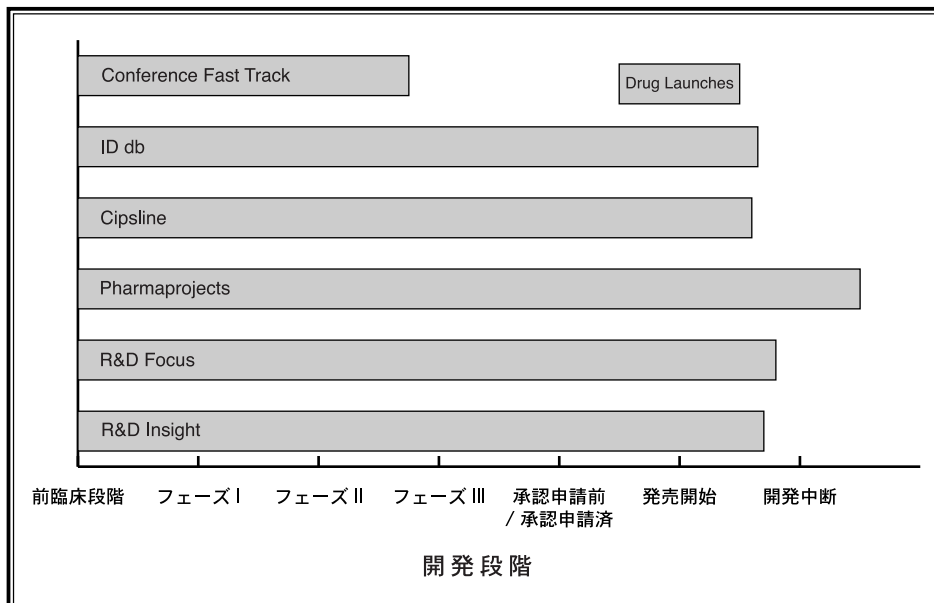 Conference Fast Track
Drug Launches
ID db
Cipsline
Pharmaprojects
R&D Focus
R&D Insight
前臨床段階 フェーズ I フェーズ II フェーズ III 承認申請前 発売開始 開発中断
/ 承認申請済
開発段階